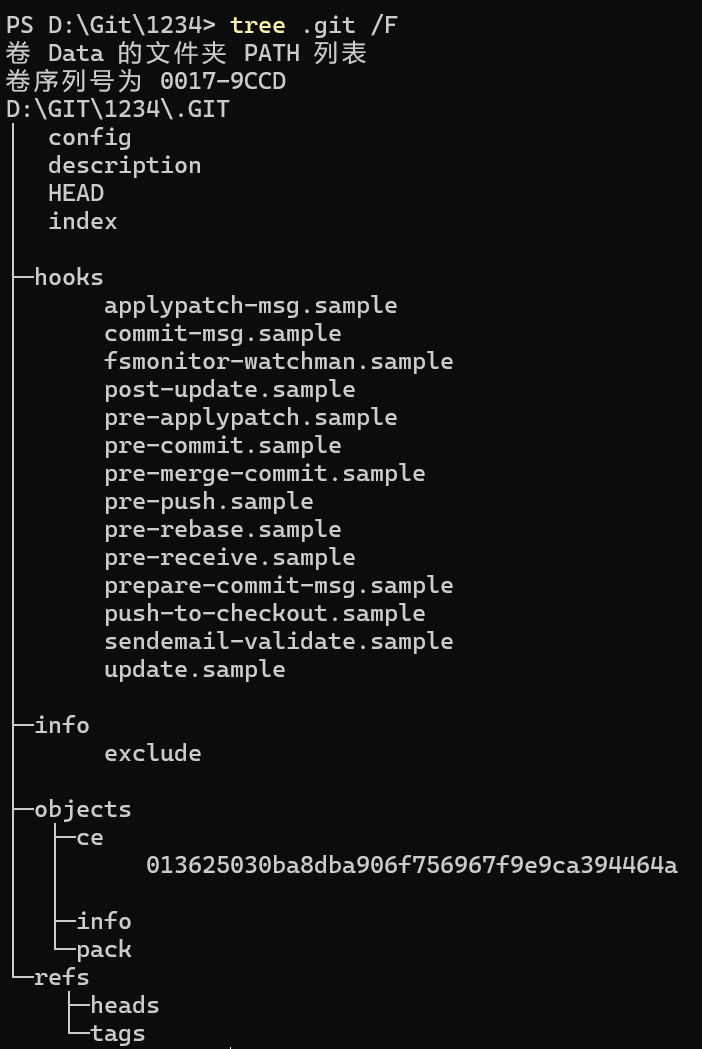 PS D:\Git\1234> tree .git /F
卷 Data 的文件夹 PATH 列表
卷序列号为 0017-9CCD
D:\GIT\1234\.GIT
config
description
HEAD
index
hooks
applypatch-msg.sample
commit-msg.sample
fsmonitor-watchman.sample
post-update.sample
pre-applypatch.sample
pre-commit.sample
pre-merge-commit.sample
pre-push.sample
pre-rebase.sample
pre-receive.sample
prepare-commit-msg.sample
push-to-checkout.sample
sendemail-validate.sample
update.sample
info
exclude
objects
ce
013625030ba8dba906f756967f9e9ca394464a
info
pack
refs
heads
tags